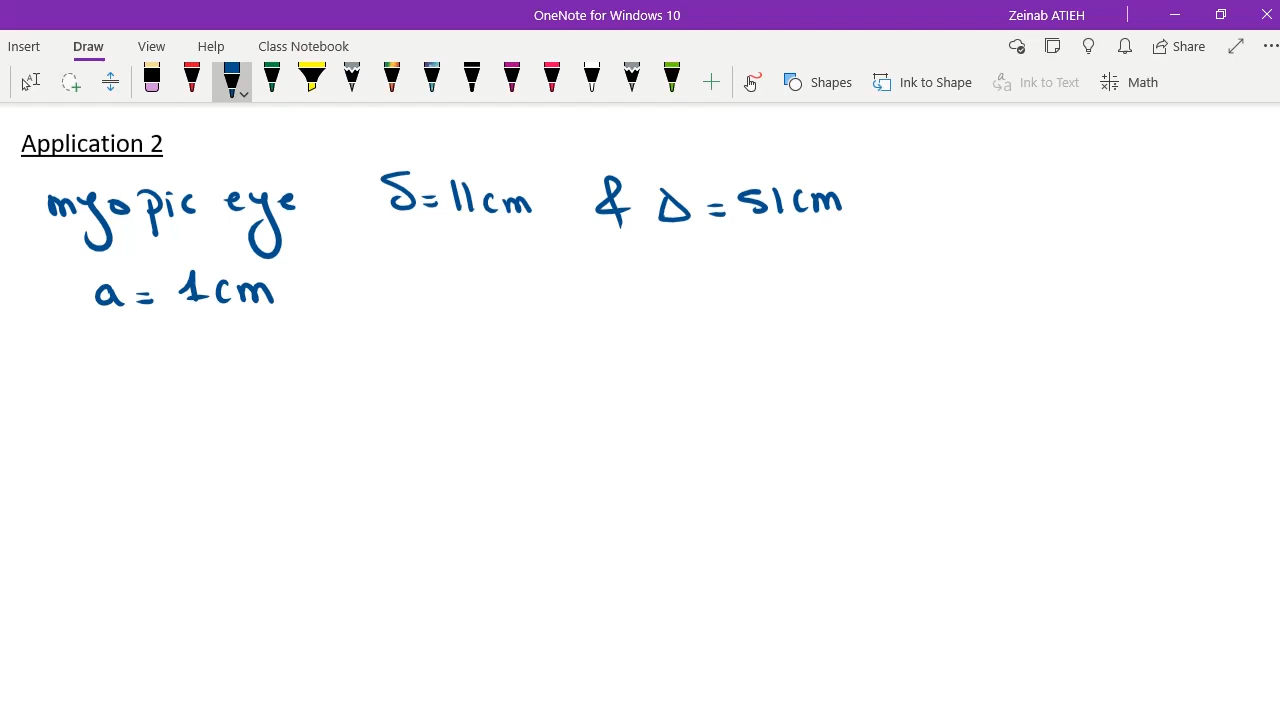 OneNote for Windows 10 Zeinab ATIEH
Insert Draw View Help Class Notebook Share
Shapes Ink to Shape Ink to Text Math
Application 2
myopic eye δ = 11cm & Δ = 51cm
a = 1cm